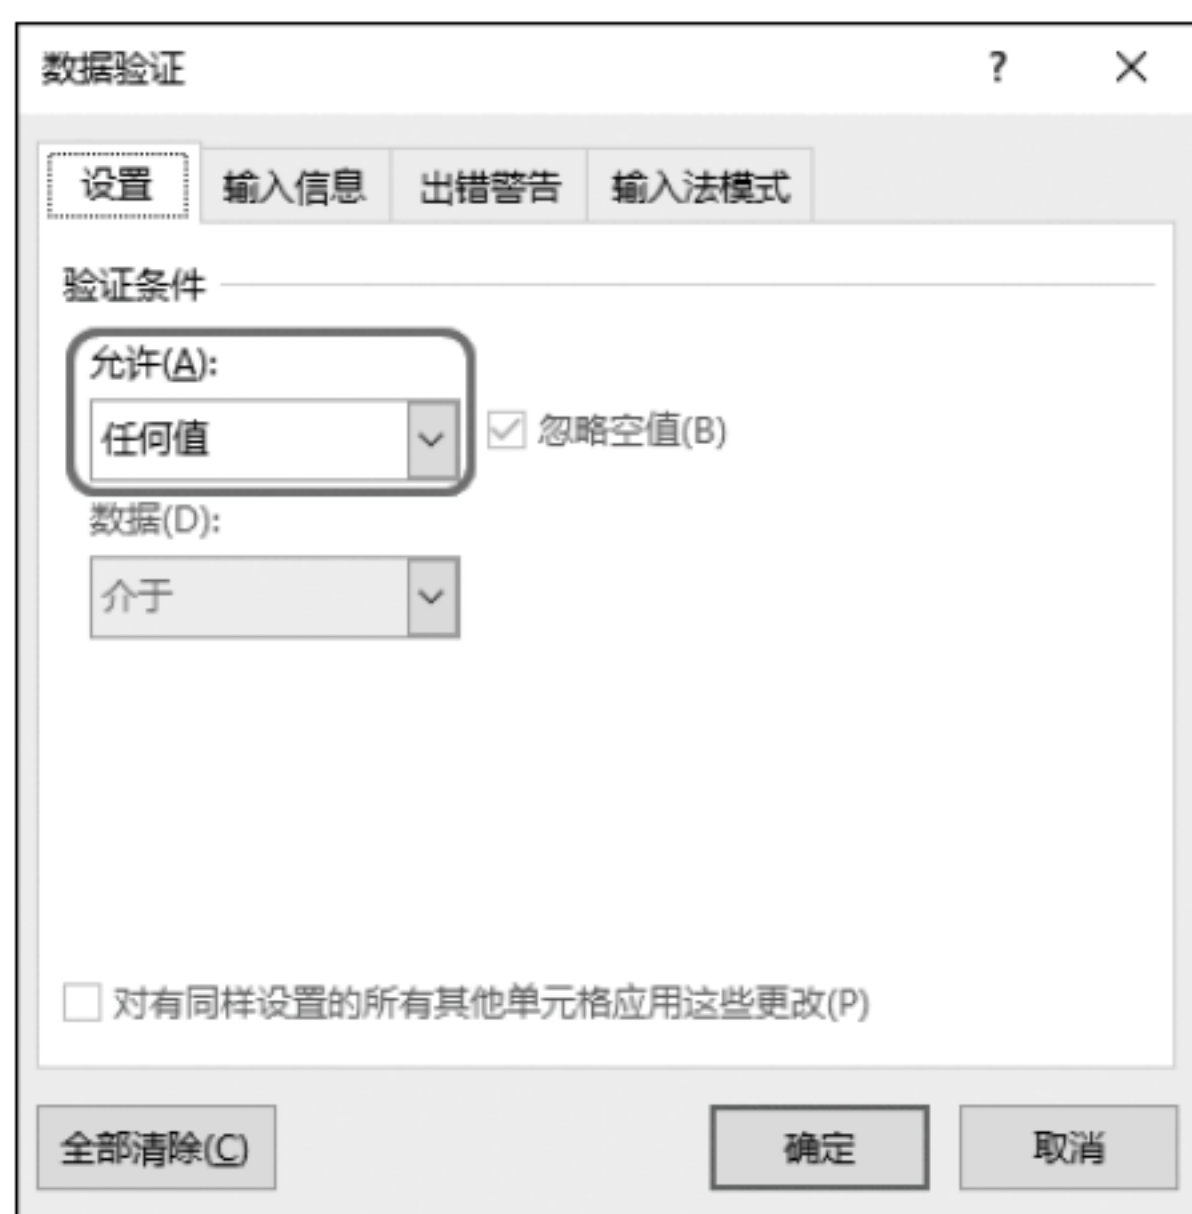 数据验证 ?
设置 输入信息 出错警告 输入法模式
验证条件
允许(A):
任何值
忽略空值(B)
数据(D):
介于
对有同样设置的所有其他单元格应用这些更改(P)
全部清除(C) 确定 取消